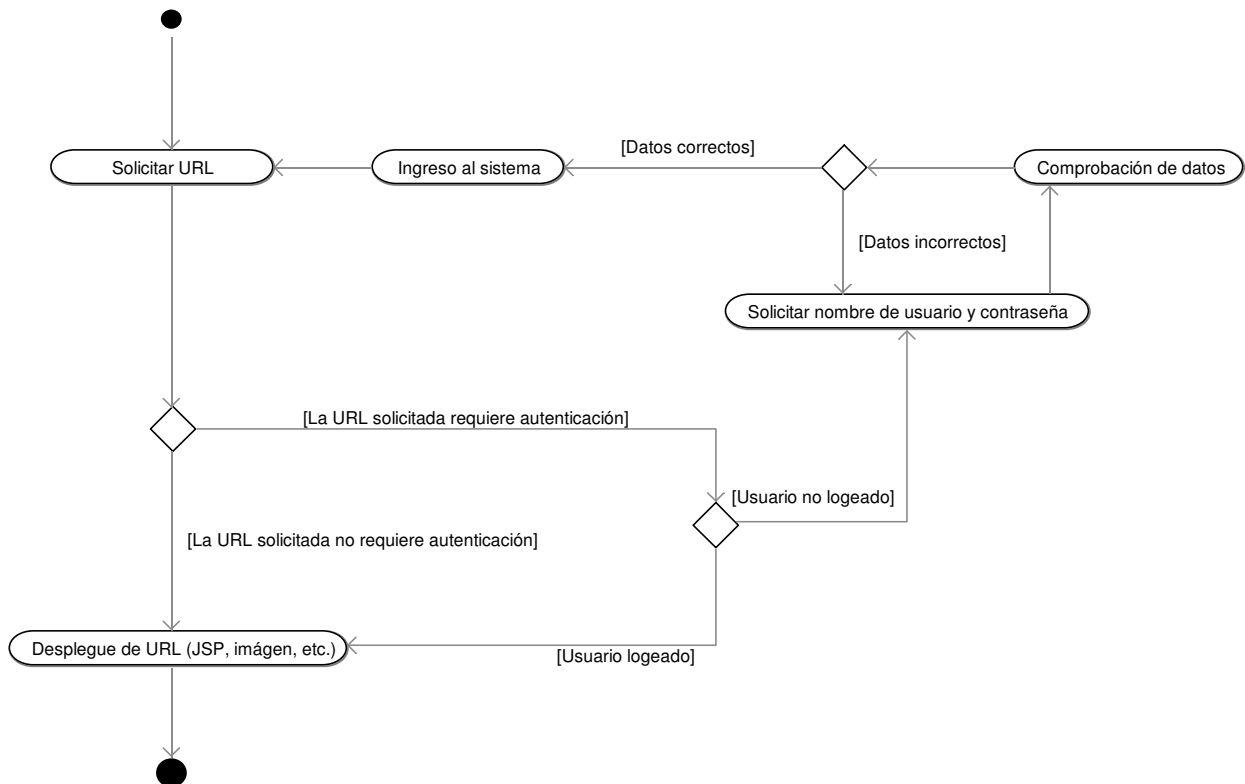 [Datos correctos]
Solicitar URL
Ingreso al sistema
Comprobación de datos
[Datos incorrectos]
Solicitar nombre de usuario y contraseña
[La URL solicitada requiere autenticación]
[Usuario no logeado]
[La URL solicitada no requiere autenticación]
Desplegue de URL (JSP, imágen, etc.)
[Usuario logeado]